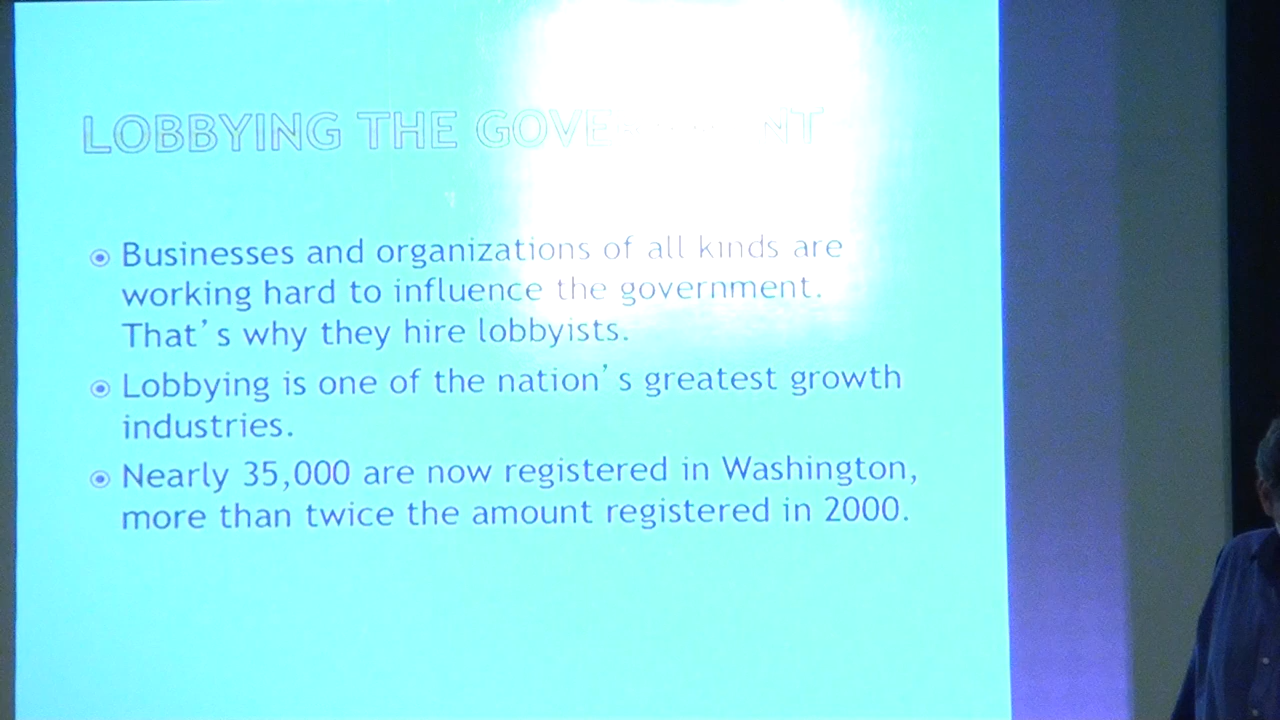 LOBBYING THE GOVERNMENT
Businesses and organizations of all kinds are
working hard to influence the government.
That's why they hire lobbyists.
Lobbying is one of the nation's greatest growth
industries.
Nearly 35,000 are now registered in Washington,
more than twice the amount registered in 2000.